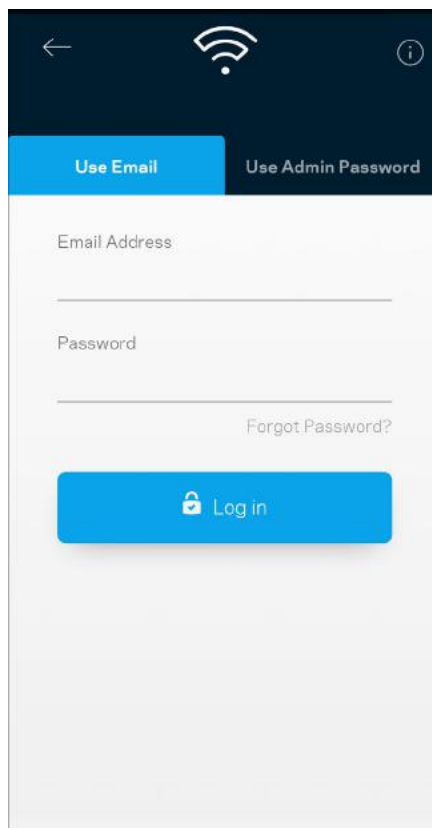 Use Email
Use Admin Password
Email Address
Password
Forgot Password?
Log in